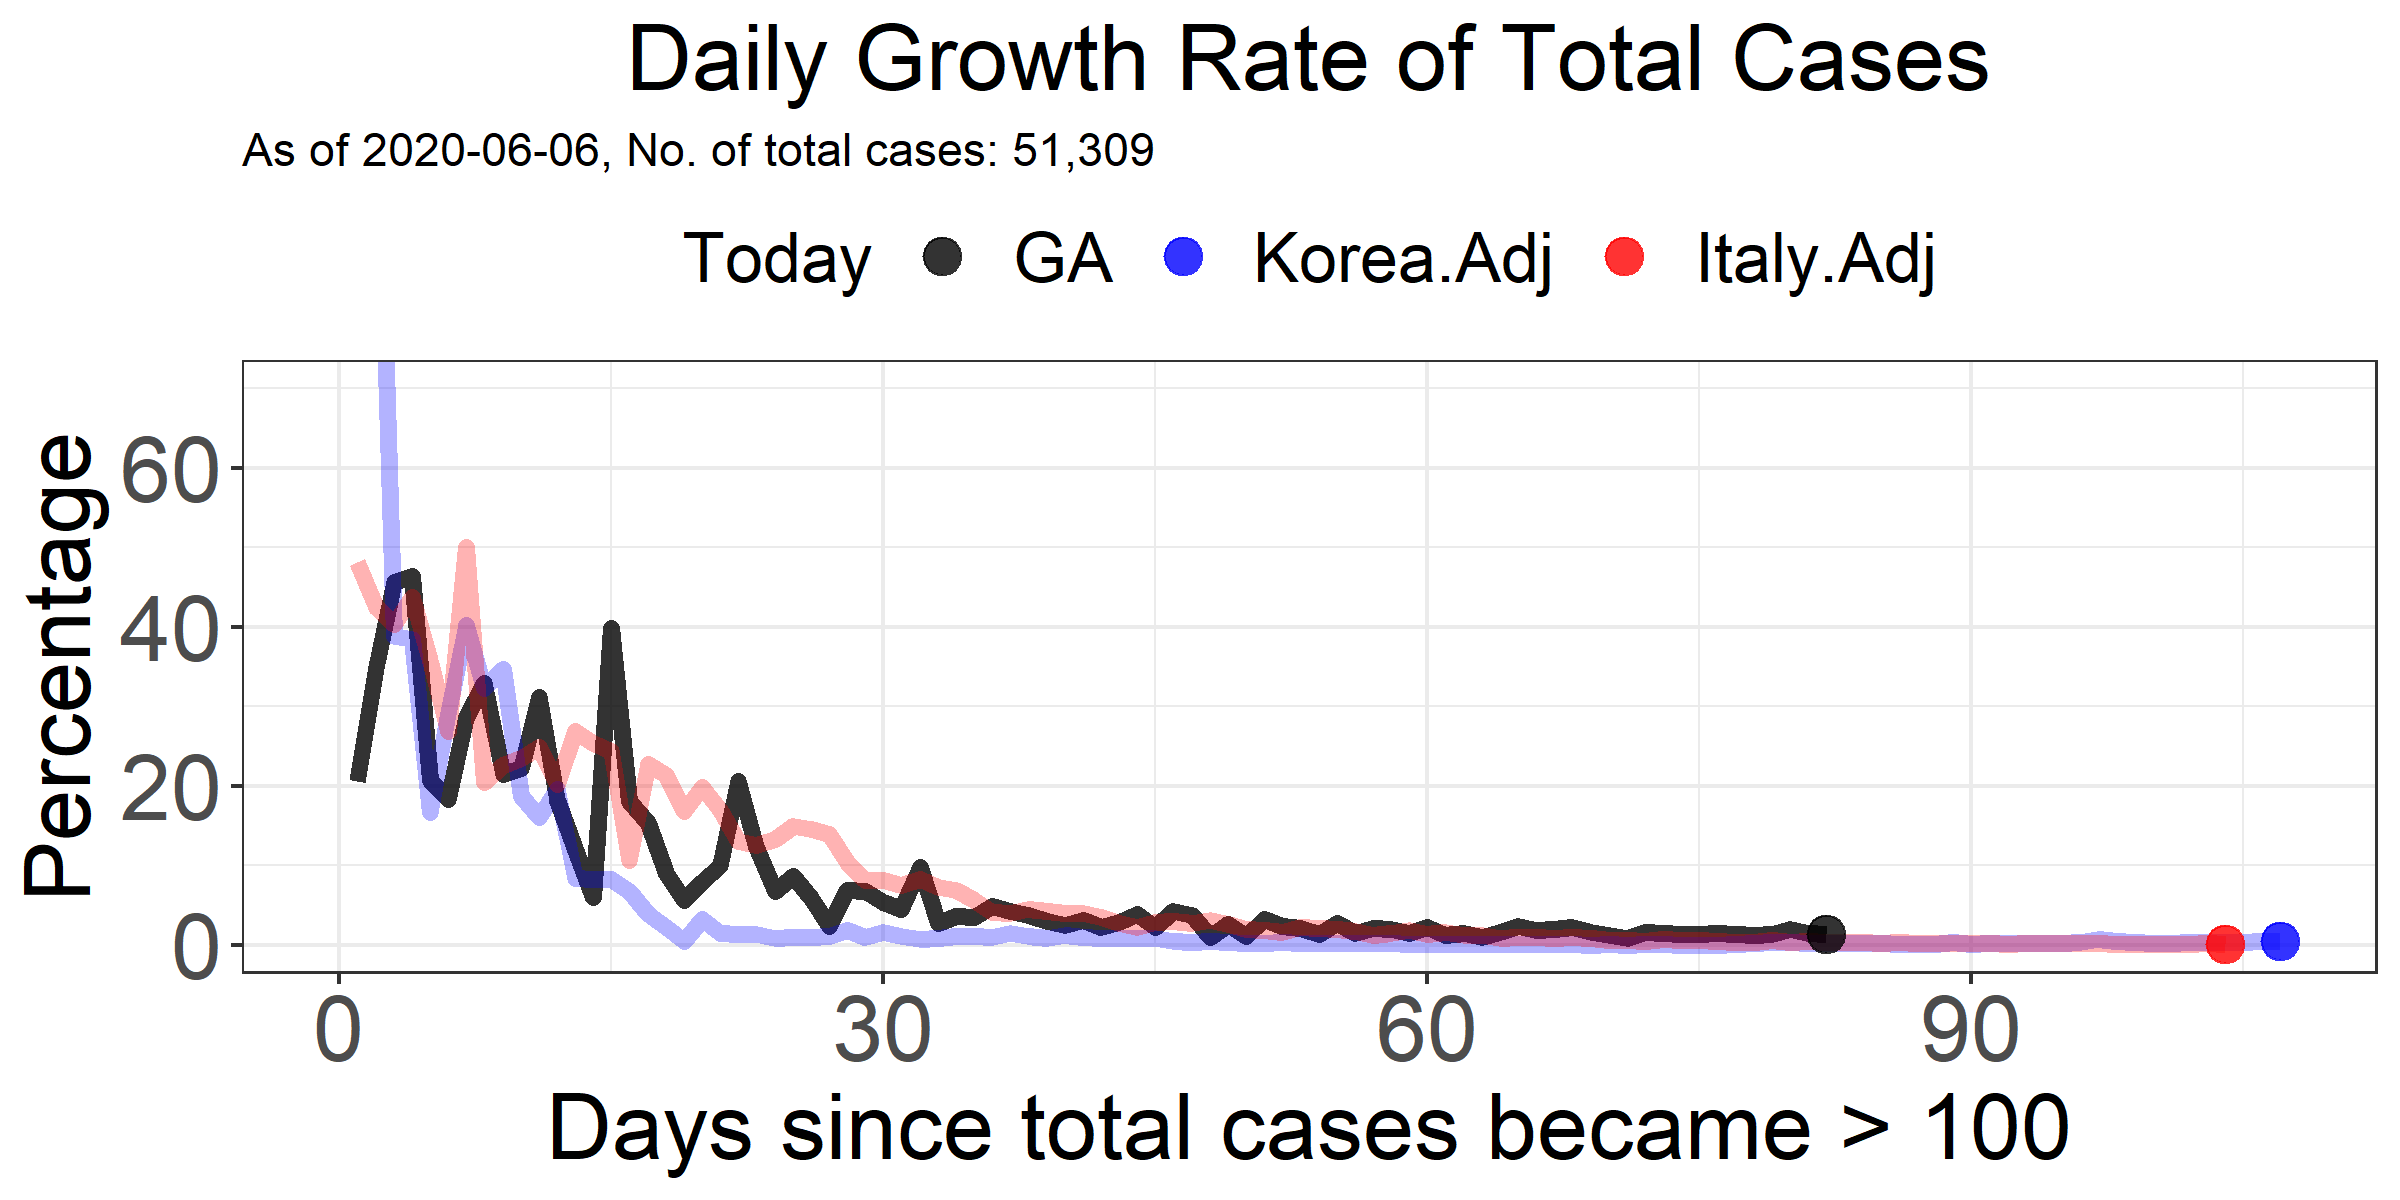 Daily Growth Rate of Total Cases
As of 2020-06-06, No. of total cases: 51,309
Today GA Korea.Adj Italy.Adj
Percentage
60
40
20
0
0 30 60 90
Days since total cases became > 100